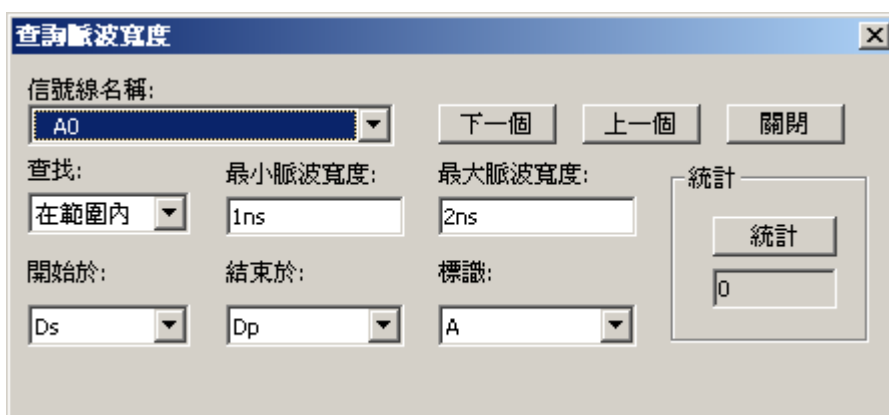 查詢脈波寬度
信號線名稱:
A0
下一個
上一個
關閉
查找:
最小脈波寬度:
最大脈波寬度:
統計
在範圍內
1ns
2ns
統計
開始於:
結束於:
標識:
0
Ds
Dp
A